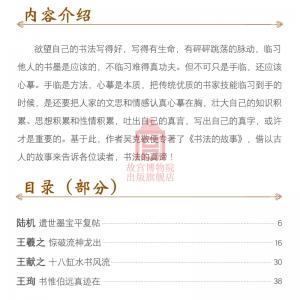 内容介绍
欲望自己的书法写得好，写得有生命，有砰砰跳荡的脉动，临习
他人的书墨是应该的，不临习难得真功夫。但不可只是手临，还应该
心摹。手临是方法，心摹是本质，把传统优质的书家技能临习到手的
时候，是还要把人家的文思和情感认真心摹在胸，壮大自己的知识积
累、思想积累和性情积累，吐出自己的真言，写出自己的真字，或许
才是重要的。基于此，作者吴克敬便专著了《书法的故事》，借以古
人的故事来告诉各位读者，书法的真谛！
故宫博物院
出版旗舰店
目录（部分）
陆机 遗世墨宝平复帖 6
王羲之 惊破流神龙出 16
王献之 十八缸水书风流 30
王珣 书惟伯远真迹在 38